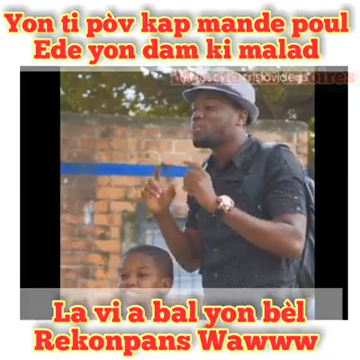 Yon ti pòv kap mande poul
Ede yon dam ki malad
La vi a bal yon bèl
Rekonpans Wawww